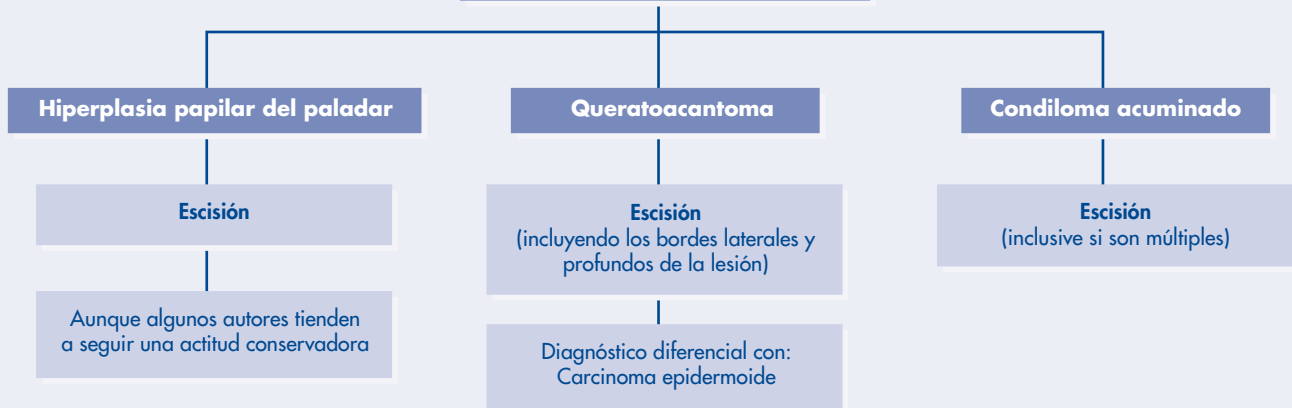 Hiperplasia papilar del paladar
Escisión
Aunque algunos autores tienden
a seguir una actitud conservadora
Queratoacantoma
Escisión
(incluyendo los bordes laterales y
profundos de la lesión)
Diagnóstico diferencial con:
Carcinoma epidermoide
Condiloma acuminado
Escisión
(inclusive si son múltiples)